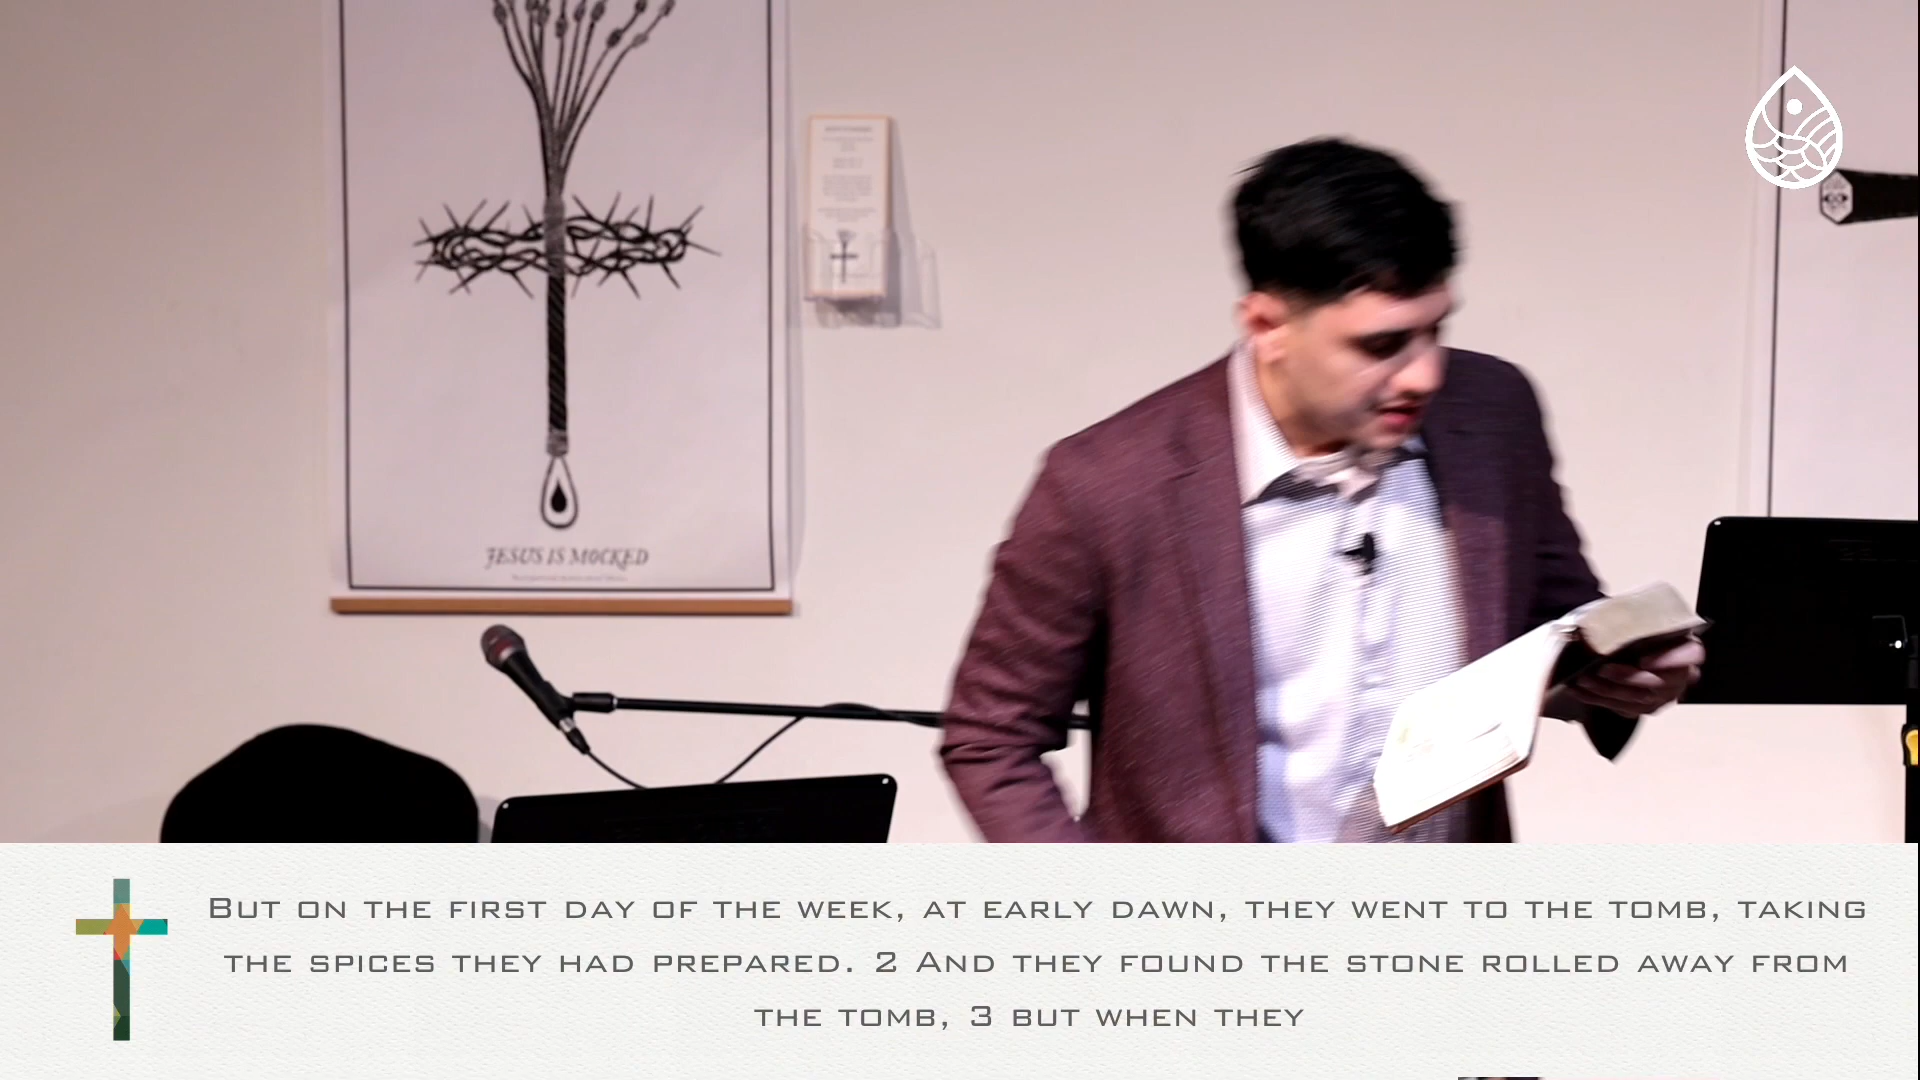 JESUS IS MOCKED
But on the first day of the week, at early dawn, they went to the tomb, taking
the spices they had prepared. 2 And they found the stone rolled away from
the tomb, 3 but when they